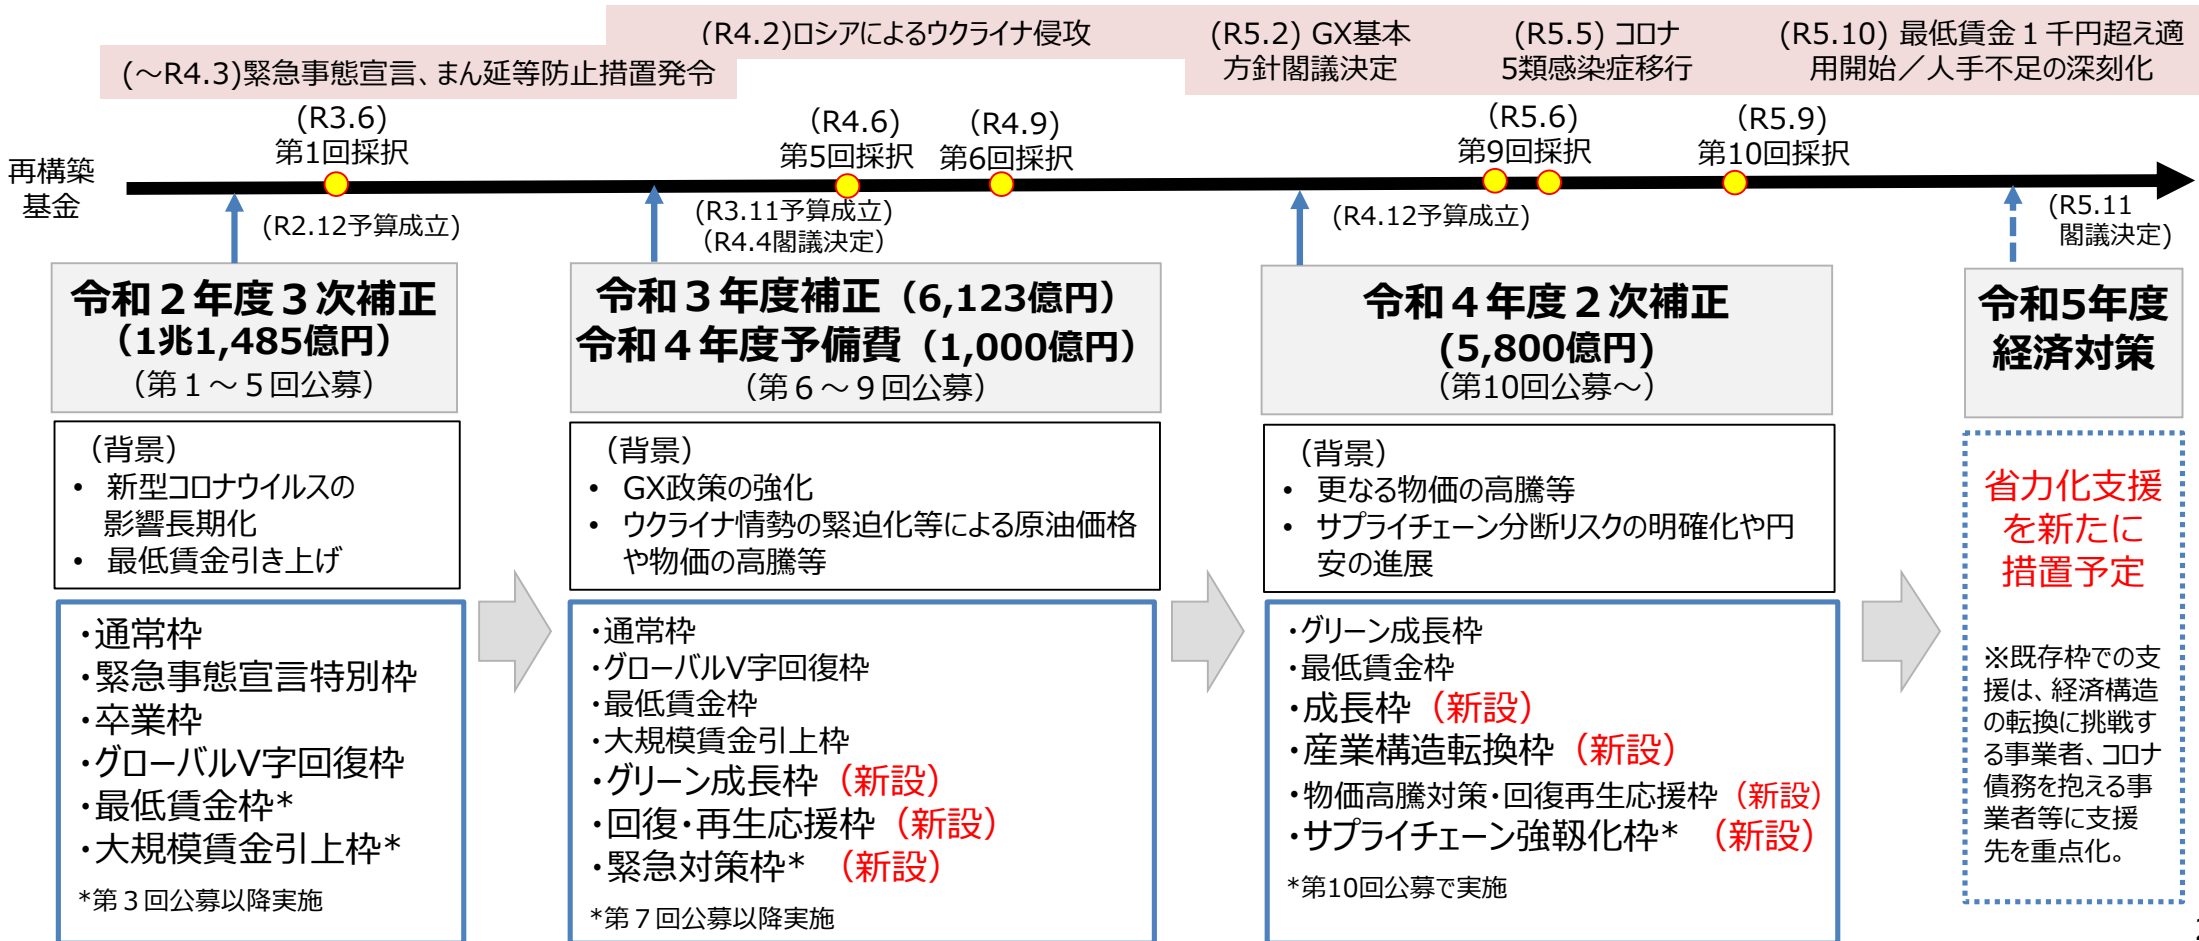 (R4.2)ロシアによるウクライナ侵攻
(～R4.3)緊急事態宣言、まん延等防止措置発令
(R5.2) GX基本
方針閣議決定
(R5.5) コロナ
5類感染症移行
(R5.10) 最低賃金１千円超え適
用開始／人手不足の深刻化
(R3.6)
第1回採択
(R4.6)
第5回採択
(R4.9)
第6回採択
(R5.6)
第9回採択
(R5.9)
第10回採択
再構築
基金
(R2.12予算成立)
(R3.11予算成立)
（R4.4閣議決定）
(R4.12予算成立)
(R5.11
閣議決定)
令和２年度３次補正
（1兆1,485億円）
（第１～５回公募）
（背景）
• 新型コロナウイルスの
影響長期化
• 最低賃金引き上げ
・通常枠
・緊急事態宣言特別枠
・卒業枠
・グローバルV字回復枠
・最低賃金枠*
・大規模賃金引上枠*
*第３回公募以降実施
令和３年度補正（6,123億円）
令和４年度予備費（1,000億円）
（第６～９回公募）
（背景）
• GX政策の強化
• ウクライナ情勢の緊迫化等による原油価格
や物価の高騰等
・通常枠
・グローバルV字回復枠
・最低賃金枠
・大規模賃金引上枠
・グリーン成長枠（新設）
・回復・再生応援枠（新設）
・緊急対策枠*（新設）
*第７回公募以降実施
令和４年度２次補正
(5,800億円)
（第10回公募～）
（背景）
• 更なる物価の高騰等
• サプライチェーン分断リスクの明確化や円
安の進展
・グリーン成長枠
・最低賃金枠
・成長枠（新設）
・産業構造転換枠（新設）
・物価高騰対策・回復再生応援枠（新設）
・サプライチェーン強靱化枠*（新設）
*第10回公募で実施
令和5年度
経済対策
省力化支援
を新たに
措置予定
※既存枠での支
援は、経済構造
の転換に挑戦す
る事業者、コロナ
債務を抱える事
業者等に支援
先を重点化。